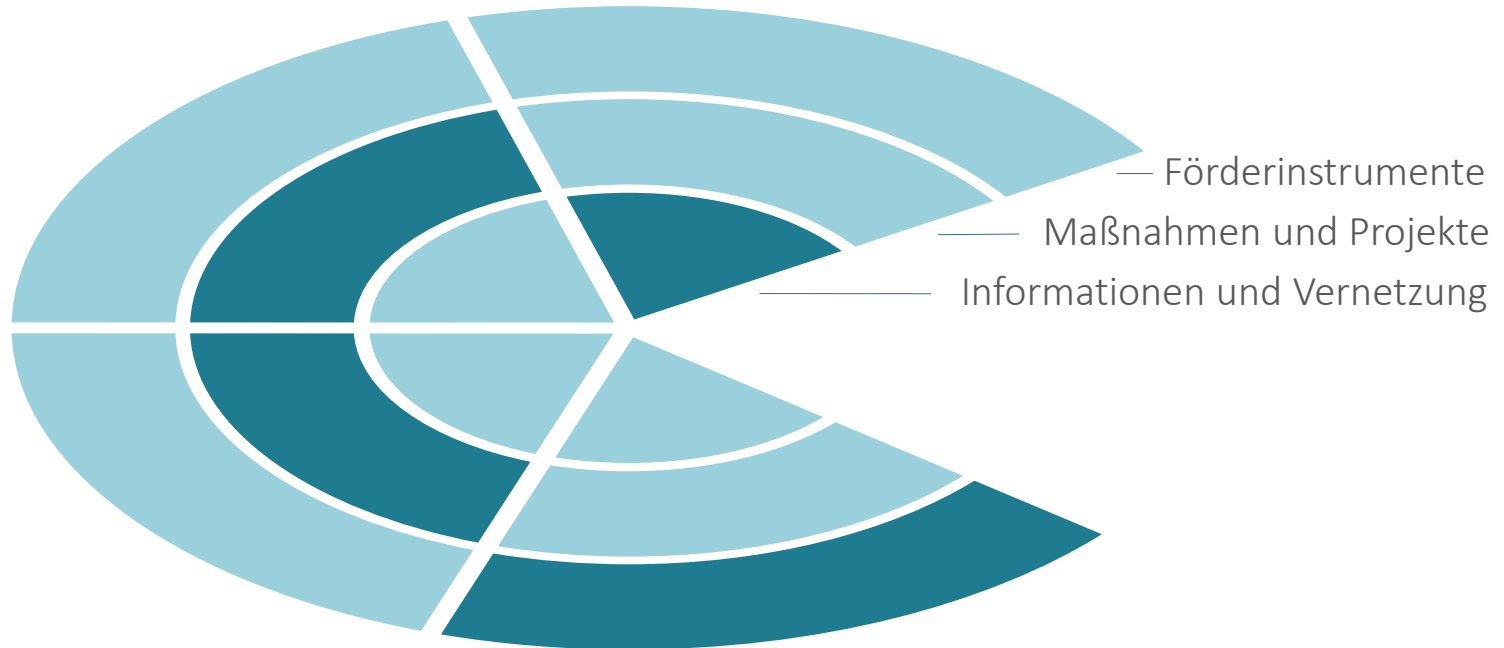 Förderinstrumente
Maßnahmen und Projekte
Informationen und Vernetzung